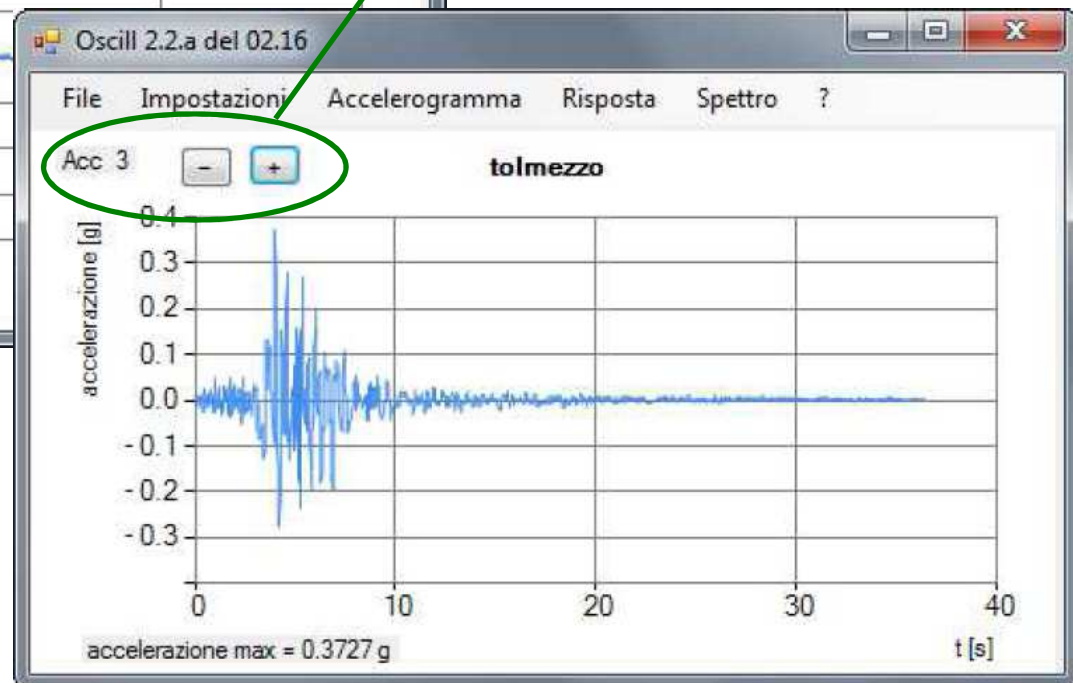 Oscill 2.2.a del 02.16
File Impostazioni Accelerogramma Risposta Spettro ?
Acc 3 - +
tolmezzo
accelerazione [g]
0.4
0.3
0.2
0.1
0.0
-0.1
-0.2
-0.3
0 10 20 30 40
accelerazione max = 0.3727 g
t [s]